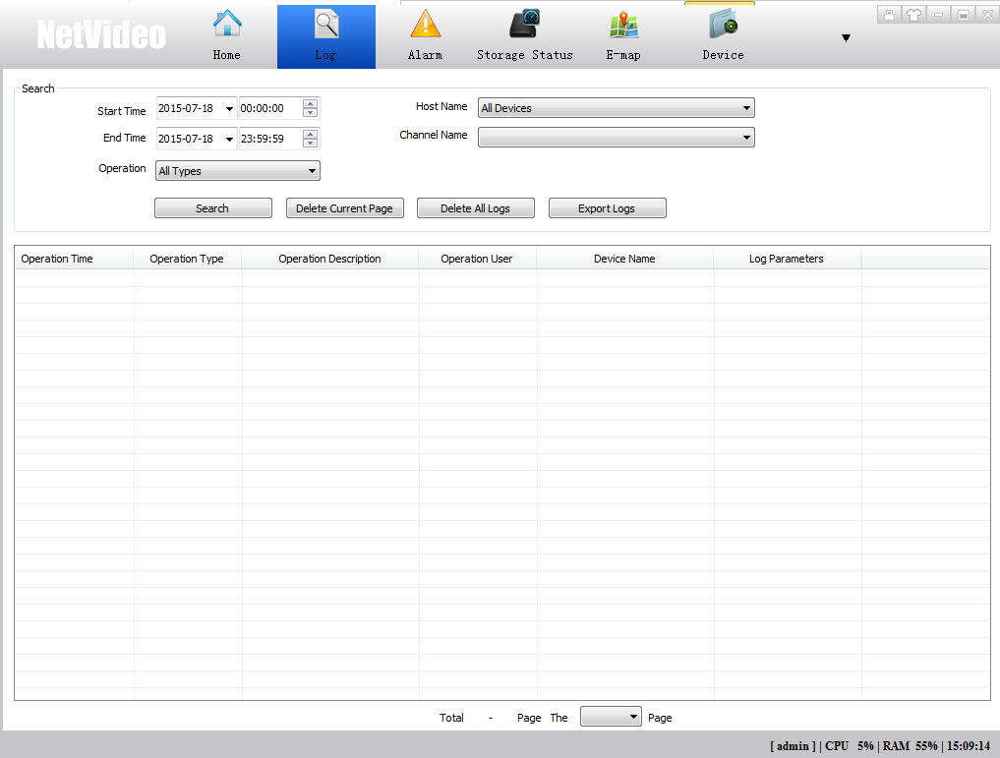 NetVideo
Home Log Alarm Storage Status E-map Device
Search
Start Time 2015-07-18 00:00:00 Host Name All Devices
End Time 2015-07-18 23:59:59 Channel Name
Operation All Types
Search Delete Current Page Delete All Logs Export Logs
Operation Time Operation Type Operation Description Operation User Device Name Log Parameters
Total - Page The Page
[ admin ] | CPU 5% | RAM 55% | 15:09:14